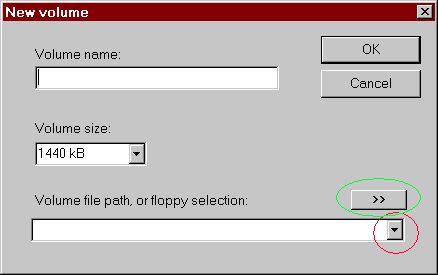 New volume
Volume name:
OK
Cancel
Volume size:
1440 kB
Volume file path, or floppy selection:
>>